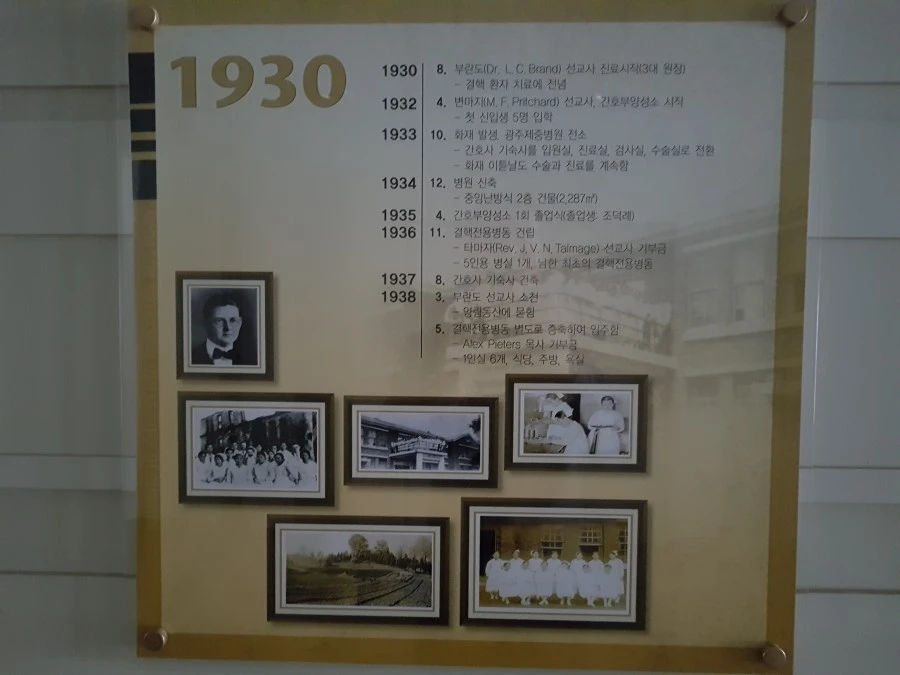 1930
1930 8. 부란도(Dr. L. C. Brand) 선교사 진료시작(3대 원장)
- 결핵 환자 치료에 전념
1932 4. 변마지(M. F. Pritchard) 선교사, 간호부양성소 시작
- 첫 신입생 5명 입학
1933 10. 화재 발생, 광주제중병원 전소
- 간호사 기숙사를 입원실, 진료실, 검사실, 수술실로 전환
- 화재 이튿날도 수술과 진료를 계속함
1934 12. 병원 신축
- 중앙난방식 2층 건물(2,287㎡)
1935 4. 간호부양성소 1회 졸업식(졸업생: 조덕례)
1936 11. 결핵전용병동 건립
- 타마자(Rev. J. V. N. Talmage) 선교사 기부금
- 5인용 병실 1개, 남한 최초의 결핵전용병동
1937 8. 간호사 기숙사 건축
1938 3. 부란도 선교사 소천
- 양림동산에 묻힘
5. 결핵전용병동 별도로 증축하여 입주함
- Alex Pieters 목사 기부금
- 1인실 6개, 식당, 주방, 욕실